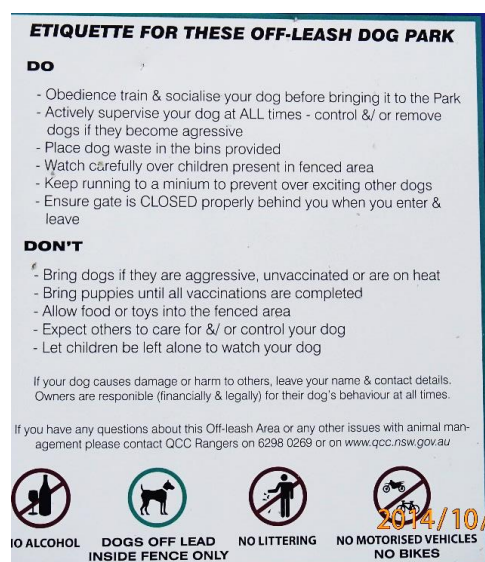 ETIQUETTE FOR THESE OFF-LEASH DOG PARK
DO
- Obedience train & socialise your dog before bringing it to the Park
- Actively supervise your dog at ALL times - control &/ or remove
dogs if they become agressive
- Place dog waste in the bins provided
- Watch carefully over children present in fenced area
- Keep running to a minium to prevent over exciting other dogs
- Ensure gate is CLOSED properly behind you when you enter &
leave
DON'T
- Bring dogs if they are aggressive, unvaccinated or are on heat
- Bring puppies until all vaccinations are completed
- Allow food or toys into the fenced area
- Expect others to care for &/ or control your dog
- Let children be left alone to watch your dog
If your dog causes damage or harm to others, leave your name & contact details.
Owners are responible (financially & legally) for their dog's behaviour at all times.
If you have any questions about this Off-leash Area or any other issues with animal man-
agement please contact QCC Rangers on 6298 0269 or on www.qcc.nsw.gov.au
2014/10/
NO ALCOHOL
DOGS OFF LEAD
INSIDE FENCE ONLY
NO LITTERING
NO MOTORISED VEHICLES
NO BIKES